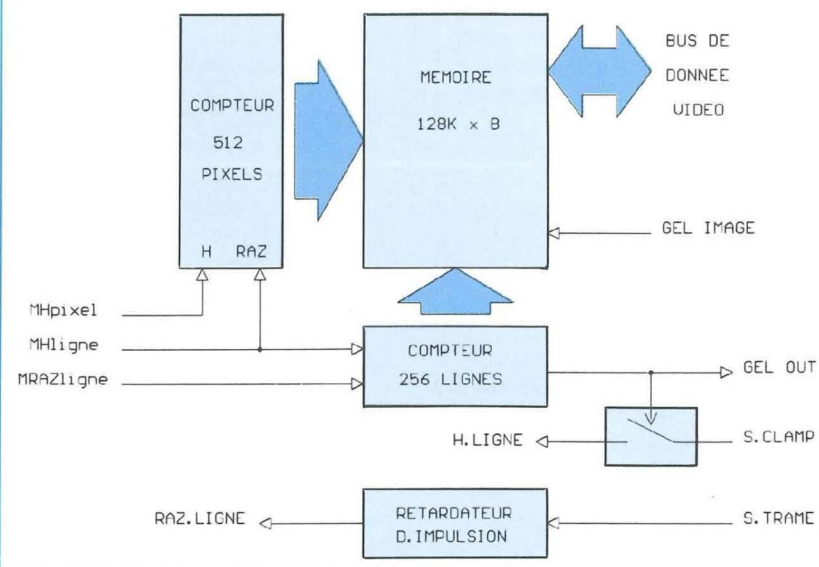 COMPTEUR
512
PIXELS
H RAZ
MEMOIRE
128K x 8
BUS DE
DONNEE
VIDEO
GEL IMAGE
MHpixel
MHligne
MRAZligne
COMPTEUR
256 LIGNES
GEL OUT
H.LIGNE
S.CLAMP
RAZ.LIGNE
RETARDATEUR
D.IMPULSION
S.TRAME